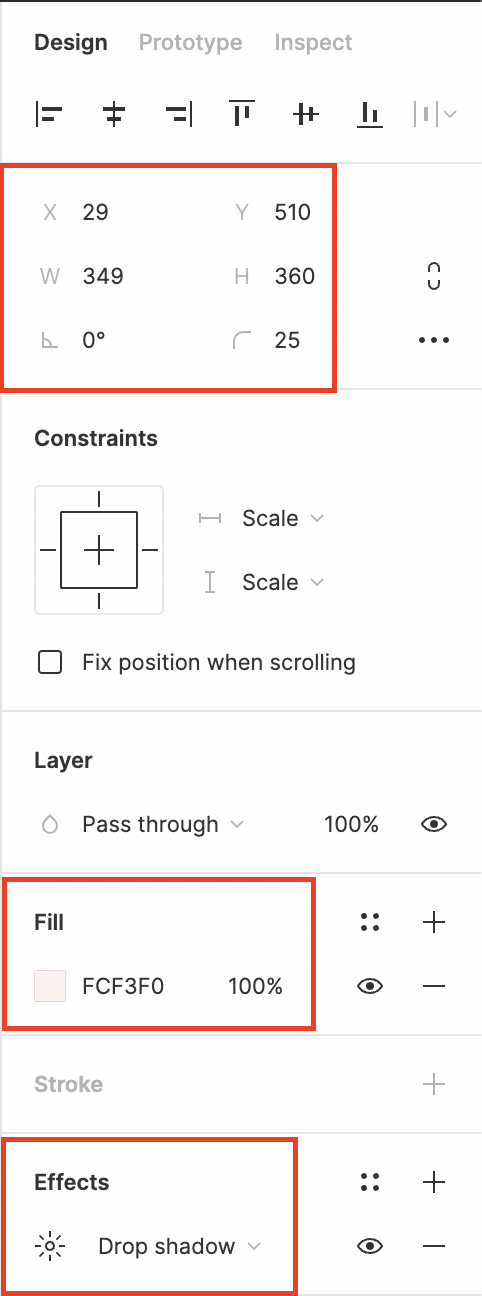 Design Prototype Inspect
X 29 Y 510
W 349 H 360
0° 25
Constraints
Scale
Scale
Fix position when scrolling
Layer
Pass through 100%
Fill
FCF3F0 100%
Stroke
Effects
Drop shadow